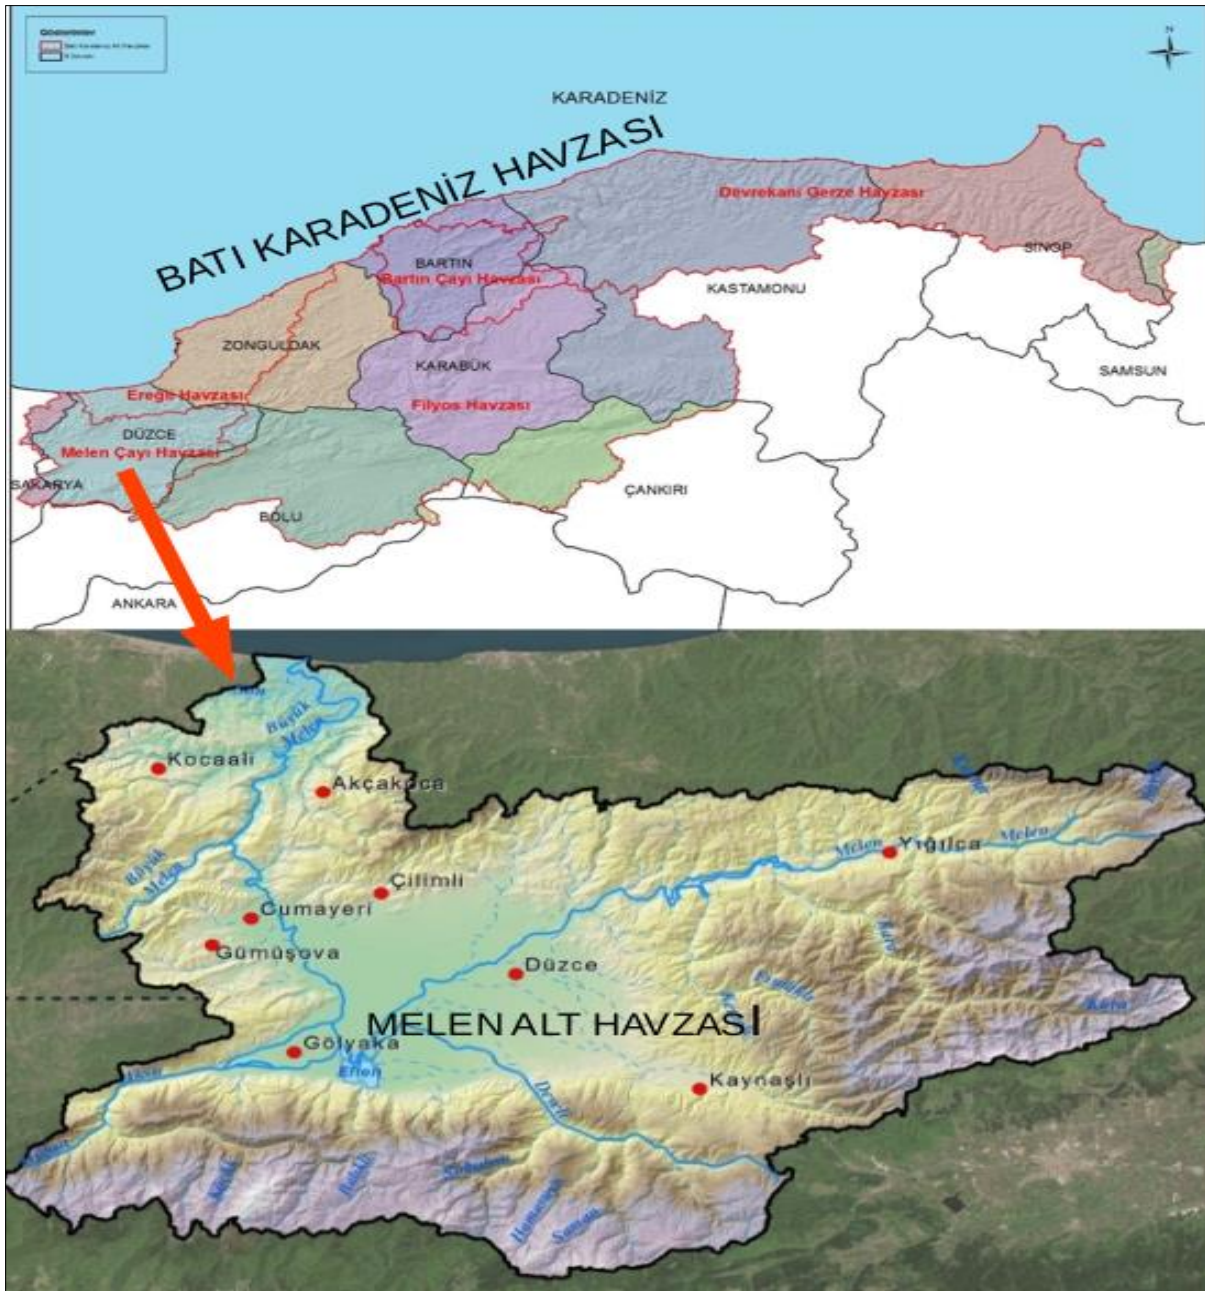 N
KARADENİZ
BATI KARADENİZ HAVZASI
Devrekani Gerze Havzası
SİNOP
BARTIN
Bartın Çayı Havzası
KASTAMONU
ZONGULDAK
KARABÜK
SAMSUN
Ereğe Havzası
Filyos Havzası
DÜZCE
Melen Çayı Havzası
SAKARYA
ÇANKIRI
BOLU
ANKARA
Büyük
Melen
Kocaali
Akçakoca
Melen
Yığılca
Melen
Büyük
Melen
Çilimli
Cumayeri
Gümüşova
Düzce
MELEN ALT HAVZASI
Gölyaka
Efteni
Kaynaşlı